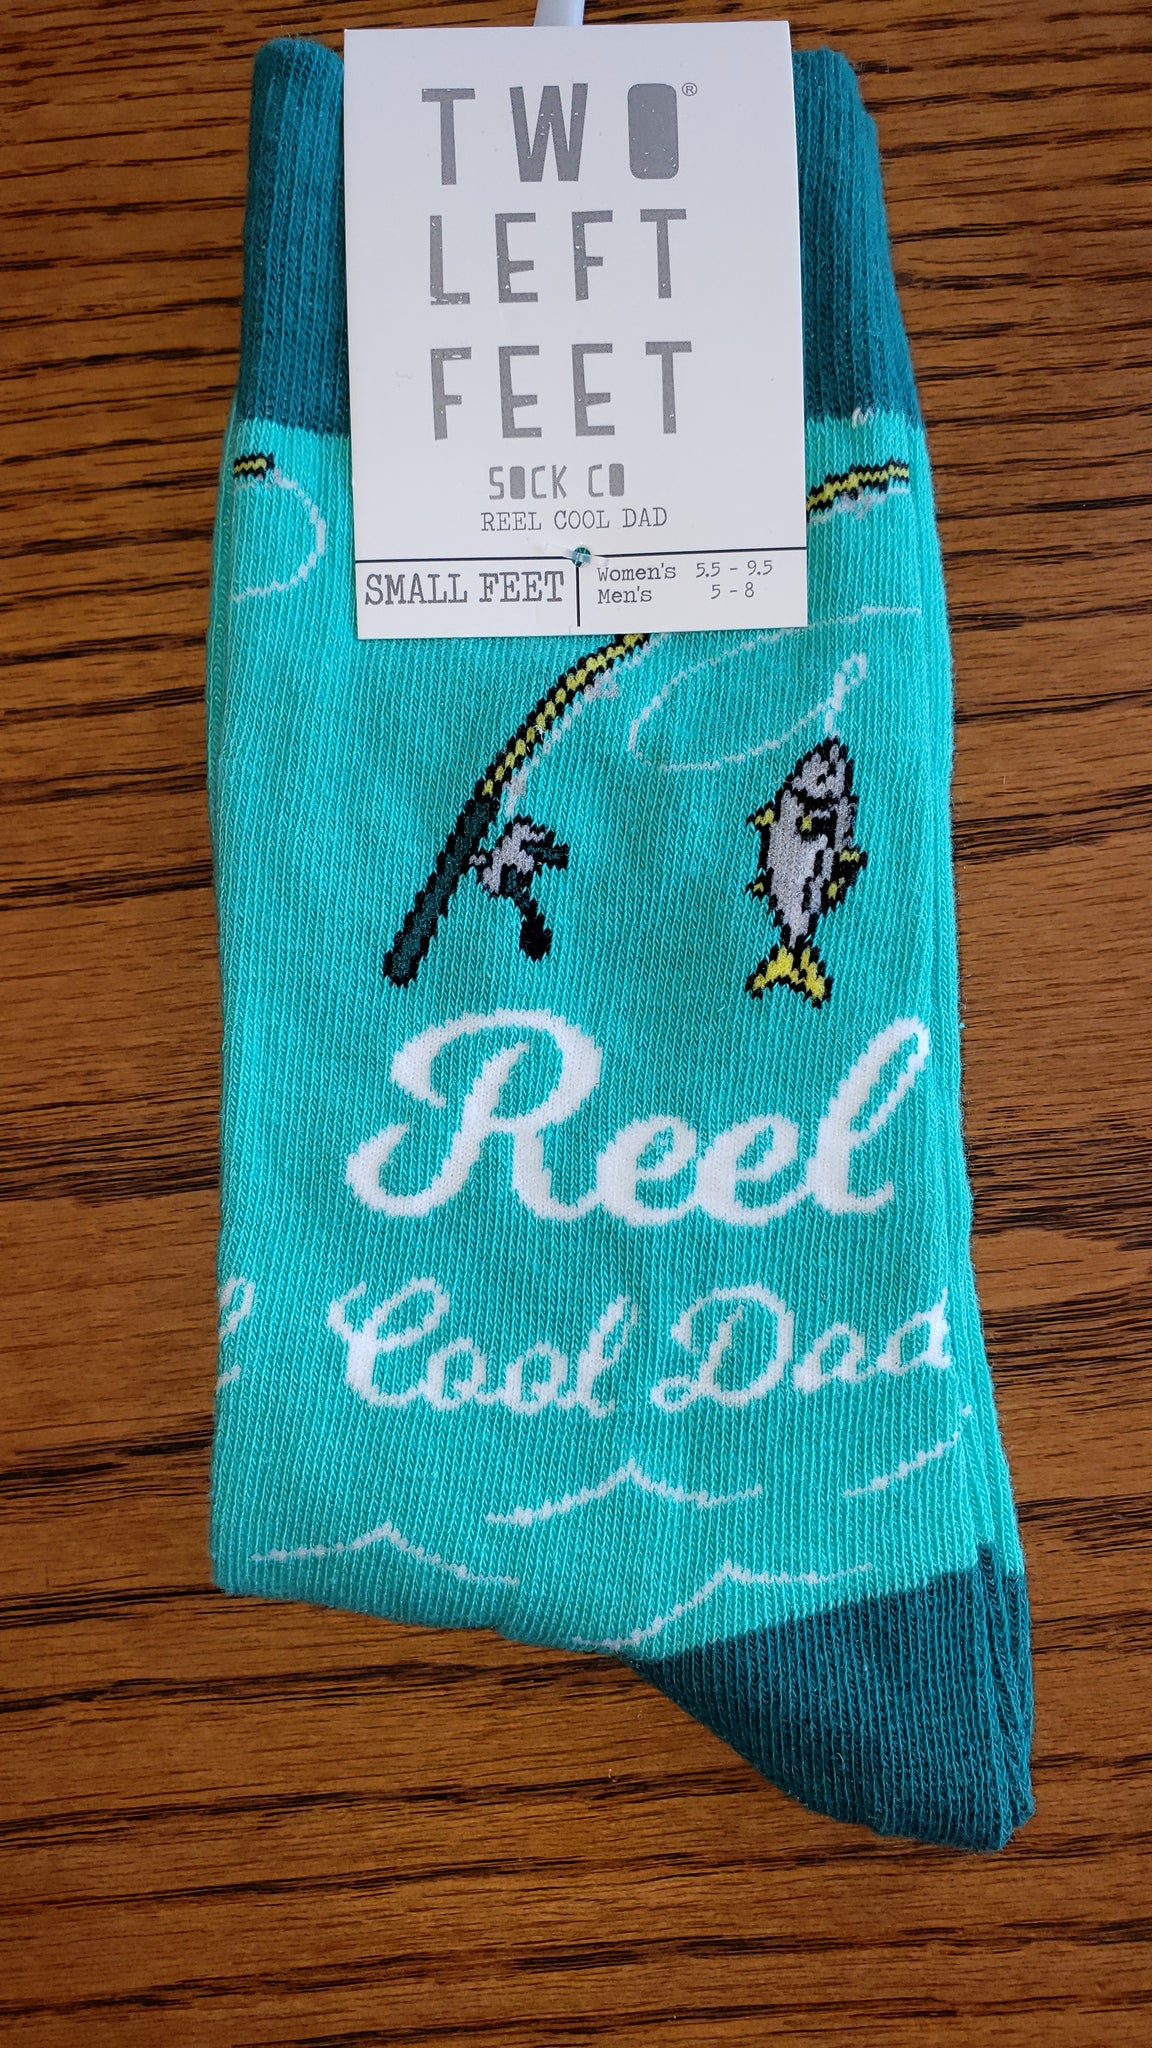 TWO®
LEFT
FEET
SOCK CO
REEL COOL DAD
SMALL FEET
Women's 5.5 - 9.5
Men's 5 - 8
Reel
Cool Dad